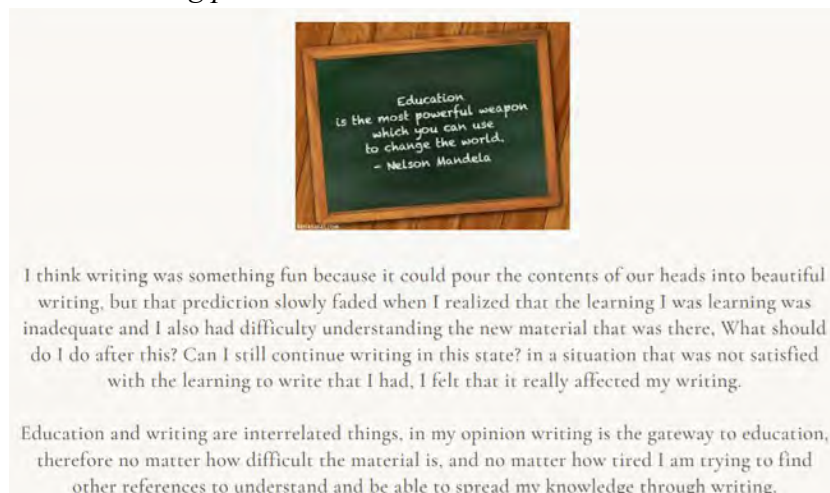 Education
is the most powerful weapon
which you can use
to change the world.
- Nelson Mandela
I think writing was something fun because it could pour the contents of our heads into beautiful
writing, but that prediction slowly faded when I realized that the learning I was learning was
inadequate and I also had difficulty understanding the new material that was there, What should
do I do after this? Can I still continue writing in this state? in a situation that was not satisfied
with the learning to write that I had, I felt that it really affected my writing.
Education and writing are interrelated things, in my opinion writing is the gateway to education,
therefore no matter how difficult the material is, and no matter how tired I am trying to find
other references to understand and be able to spread my knowledge through writing.